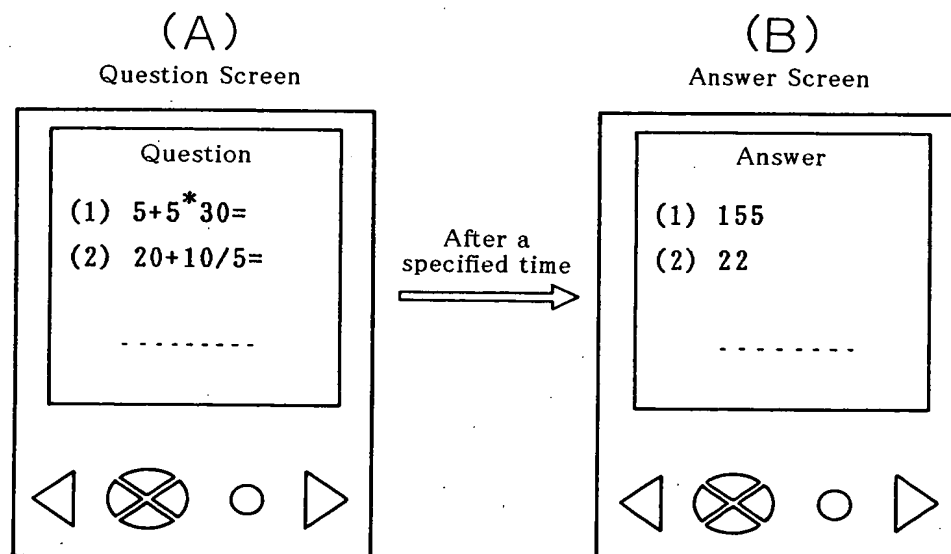 (A)
Question Screen
Question
(1) 5+5*30=
(2) 20+10/5=
---------
After a
specified time
(B)
Answer Screen
Answer
(1) 155
(2) 22
--------